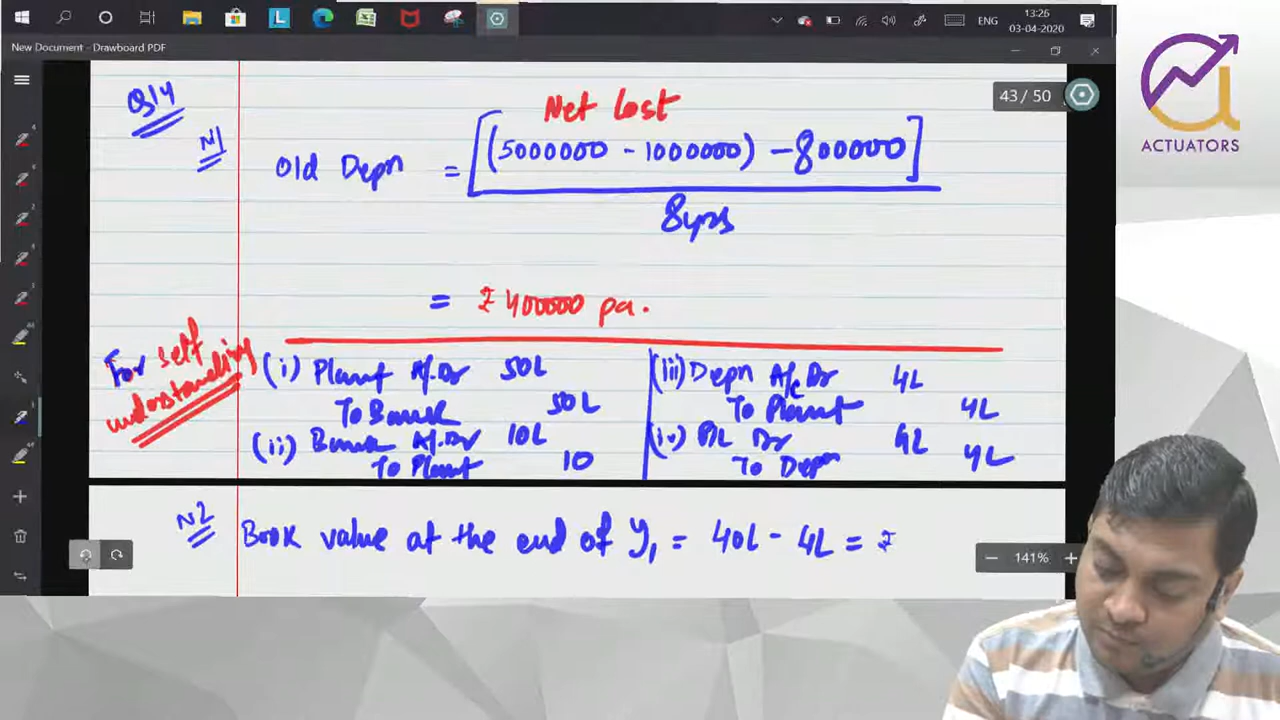 13:25
ENG
03-04-2020
New Document - Drawboard PDF
43 / 50
ACTUATORS
Q14
N1
Net Cost
Old Depn = [(5000000 - 1000000) - 800000]
8yrs
= ₹ 400000 pa.
For self understanding
(i) Plant A/. Dr 50L
To Bank 50L
(ii) Bank A/. Dr 10L
To Plant 10
(iii) Depn A/c Dr 4L
To Plant 4L
(iv) P/L Dr 4L
To Depn 4L
N2
Book value at the end of Y1 = 40L - 4L = ₹
141%